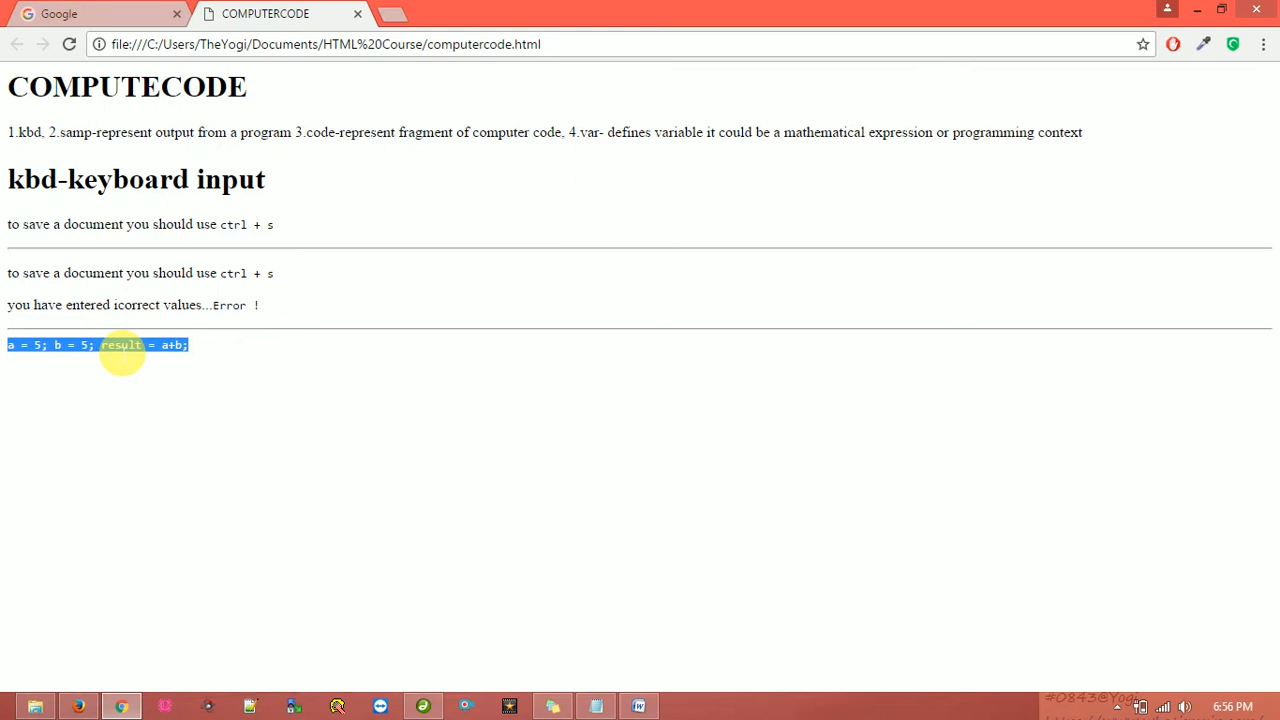 Google
COMPUTERCODE
file:///C:/Users/TheYogi/Documents/HTML%20Course/computercode.html
COMPUTECODE
1.kbd, 2.samp-represent output from a program 3.code-represent fragment of computer code, 4.var- defines variable it could be a mathematical expression or programming context
kbd-keyboard input
to save a document you should use ctrl + s
to save a document you should use ctrl + s
you have entered icorrect values...Error !
a = 5; b = 5; result = a+b;
#0843@Yogi
6:56 PM